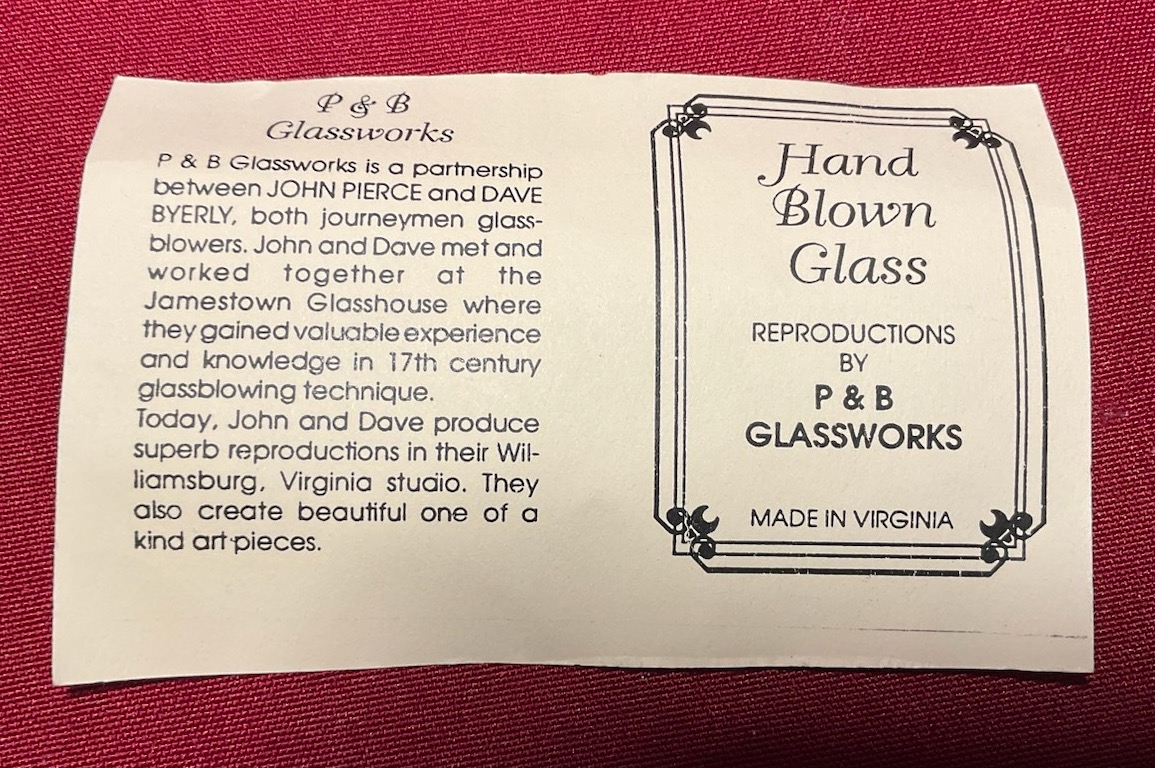 P & B
Glassworks
P & B Glassworks is a partnership
between JOHN PIERCE and DAVE
BYERLY, both journeymen glass-
blowers. John and Dave met and
worked together at the
Jamestown Glasshouse where
they gained valuable experience
and knowledge in 17th century
glassblowing technique.
Today, John and Dave produce
superb reproductions in their Wil-
liamsburg, Virginia studio. They
also create beautiful one of a
kind art pieces.
Hand
Blown
Glass
REPRODUCTIONS
BY
P & B
GLASSWORKS
MADE IN VIRGINIA